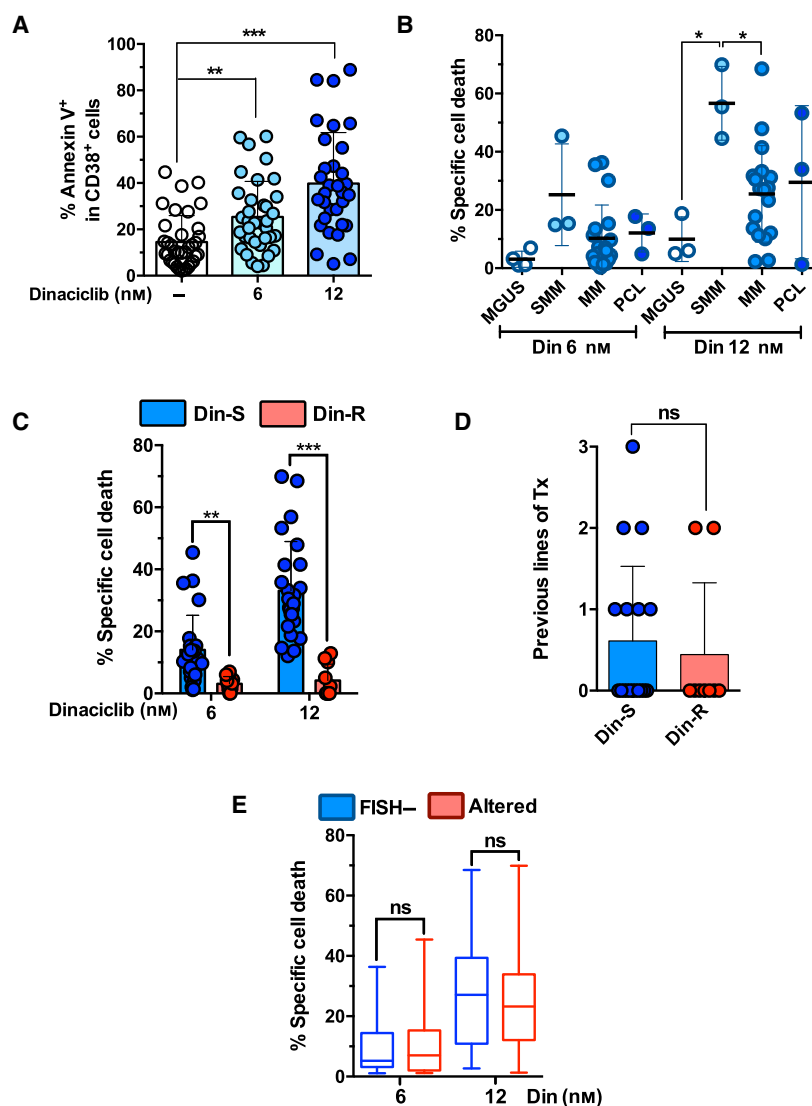 A
% Annexin V+
in CD38+ cells
100
80
60
40
20
0
**
***
Dinaciclib (nM)
–
6
12
B
% Specific cell death
80
60
40
20
10
0
*
*
MGUS
SMM
MM
PCL
MGUS
SMM
MM
PCL
Din 6 nM
Din 12 nM
C
Din-S
Din-R
% Specific cell death
80
60
40
20
0
**
***
Dinaciclib (nM)
6
12
D
Previous lines of Tx
3
2
1
0
ns
Din-S
Din-R
E
FISH–
Altered
% Specific cell death
80
60
40
20
0
ns
ns
6
12
Din (nM)